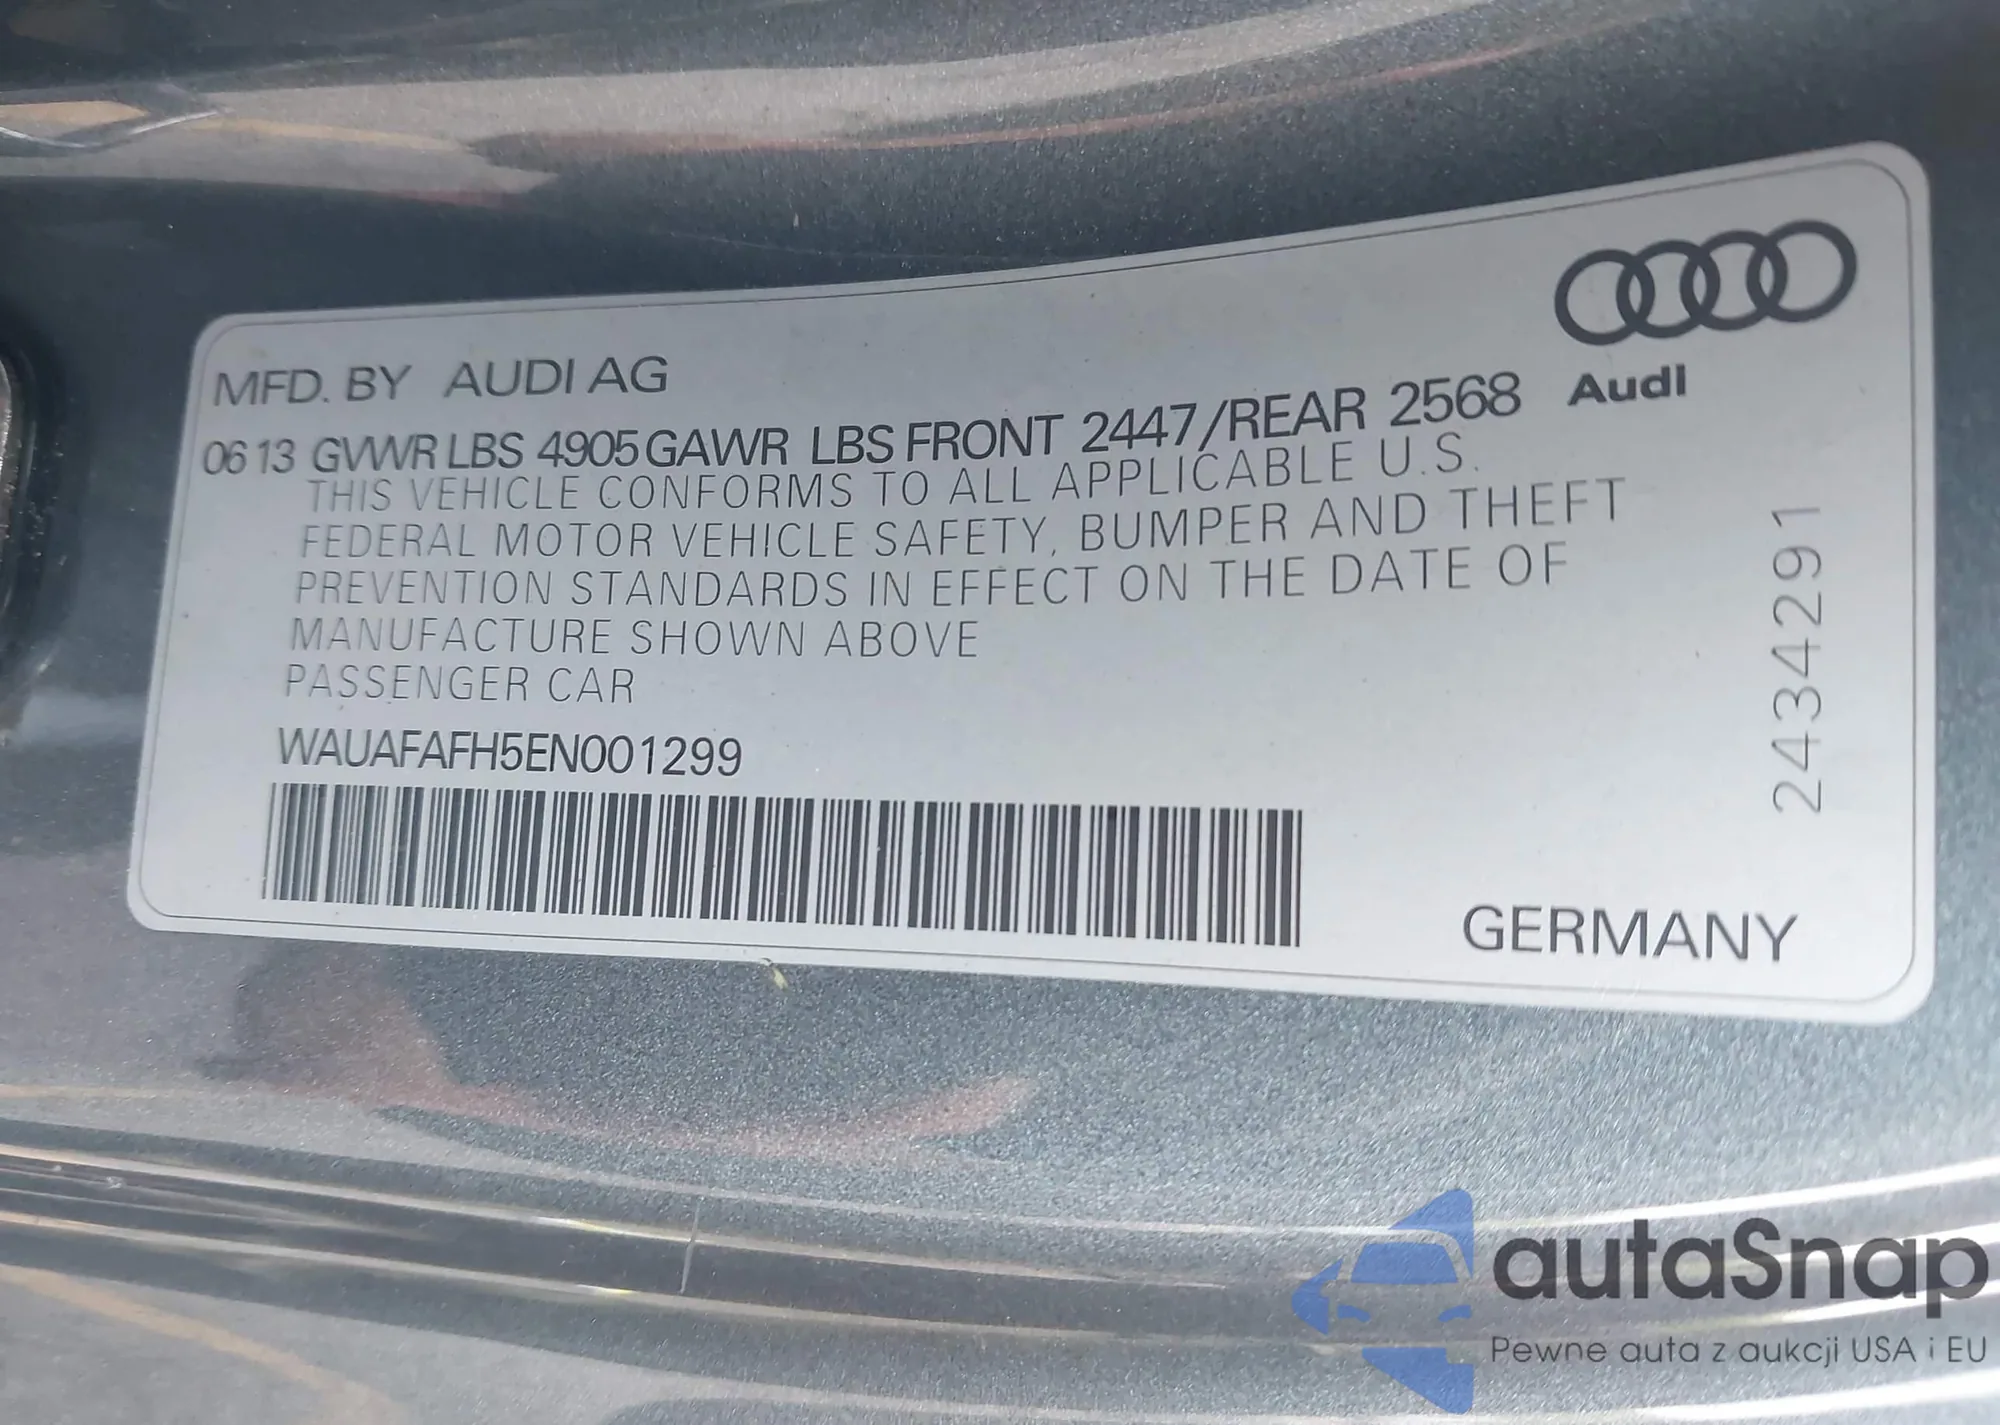 MFD. BY AUDI AG
Audi
0613 GVWR LBS 4905 GAWR LBS FRONT 2447/REAR 2568
THIS VEHICLE CONFORMS TO ALL APPLICABLE U.S.
FEDERAL MOTOR VEHICLE SAFETY, BUMPER AND THEFT
PREVENTION STANDARDS IN EFFECT ON THE DATE OF
MANUFACTURE SHOWN ABOVE
PASSENGER CAR
WAUAFAFH5EN001299
2434291
GERMANY
autaSnap
Pewne auta z aukcji USA i EU